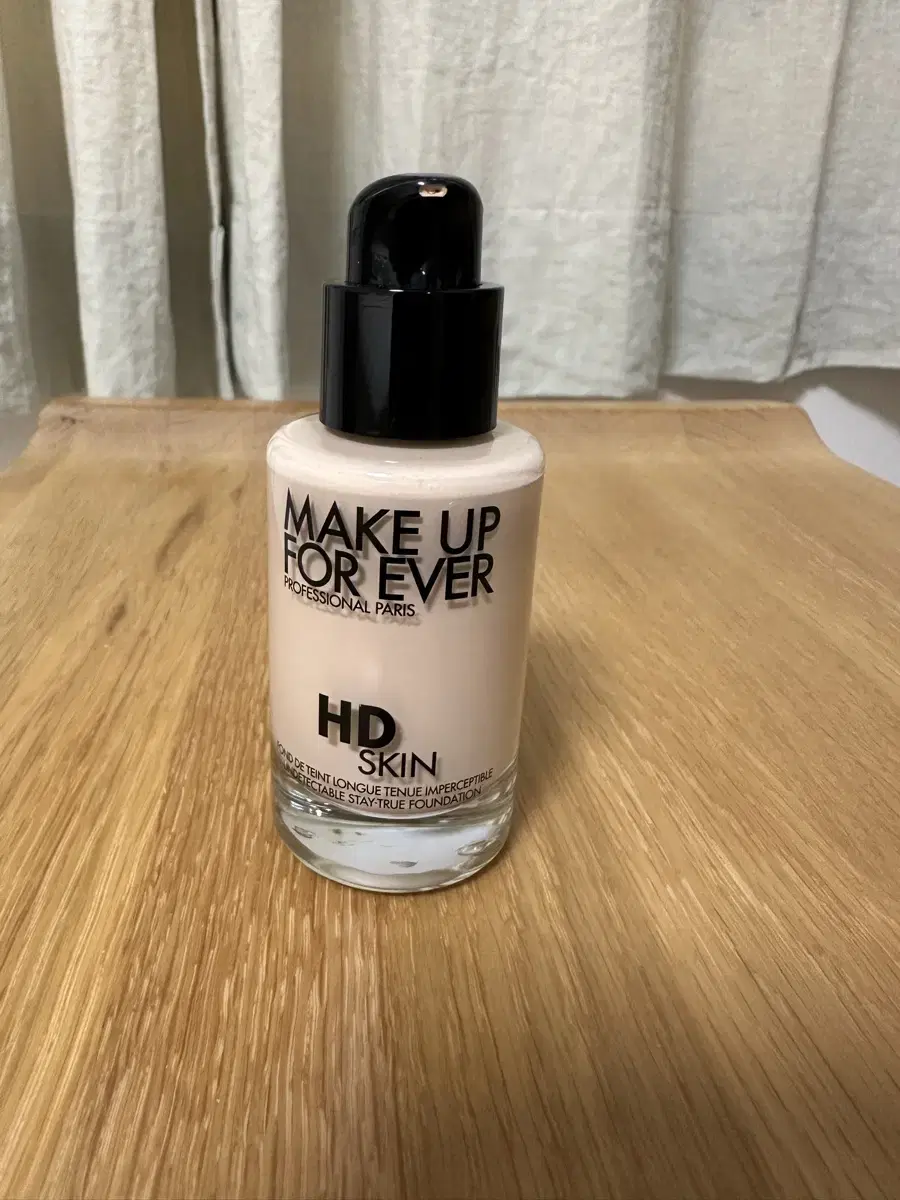 MAKE UP
FOR EVER
PROFESSIONAL PARIS
HD
SKIN
FOND DE TEINT LONGUE TENUE IMPERCEPTIBLE
UNDETECTABLE STAY-TRUE FOUNDATION